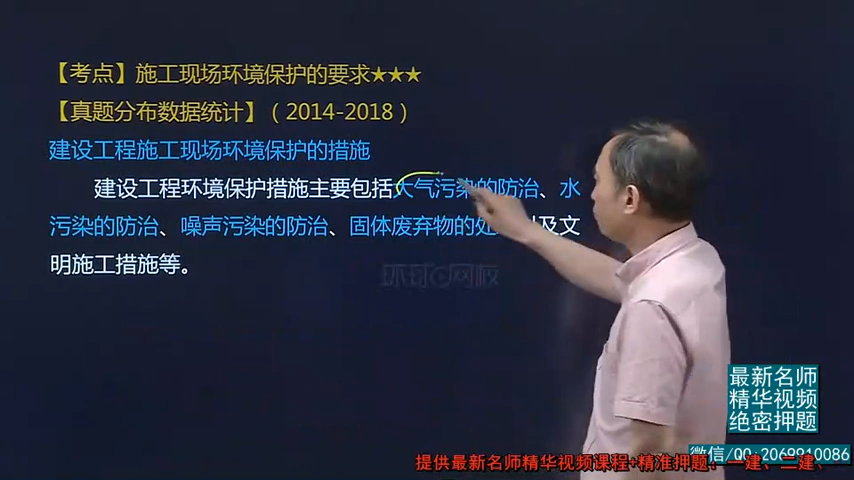 【考点】施工现场环境保护的要求★★★
【真题分布数据统计】（2014-2018）
建设工程施工现场环境保护的措施
建设工程环境保护措施主要包括大气污染的防治、水
污染的防治、噪声污染的防治、固体废弃物的处 以及文
明施工措施等。
环球 网校
最新名师
精华视频
绝密押题
微信/QQ:2069910086
提供最新名师精华视频课程+精准押题！一建、二建、